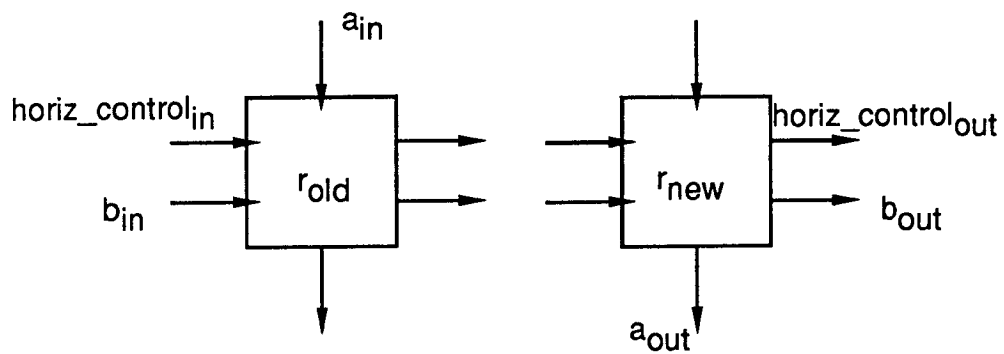 a_in
horiz_control_in
horiz_control_out
r_old
r_new
b_in
b_out
a_out